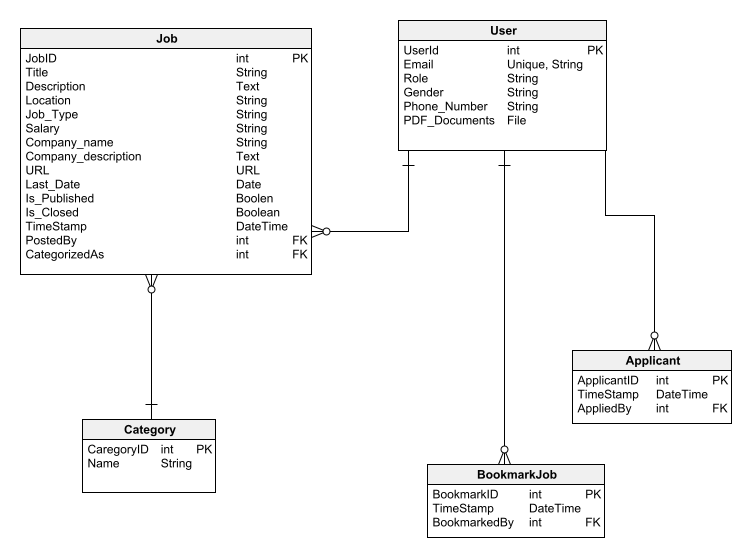 Job
JobID int PK
Title String
Description Text
Location String
Job_Type String
Salary String
Company_name String
Company_description Text
URL URL
Last_Date Date
Is_Published Boolen
Is_Closed Boolean
TimeStamp DateTime
PostedBy int FK
CategorizedAs int FK
User
UserId int PK
Email Unique, String
Role String
Gender String
Phone_Number String
PDF_Documents File
Applicant
ApplicantID int PK
TimeStamp DateTime
AppliedBy int FK
Category
CaregoryID int PK
Name String
BookmarkJob
BookmarkID int PK
TimeStamp DateTime
BookmarkedBy int FK